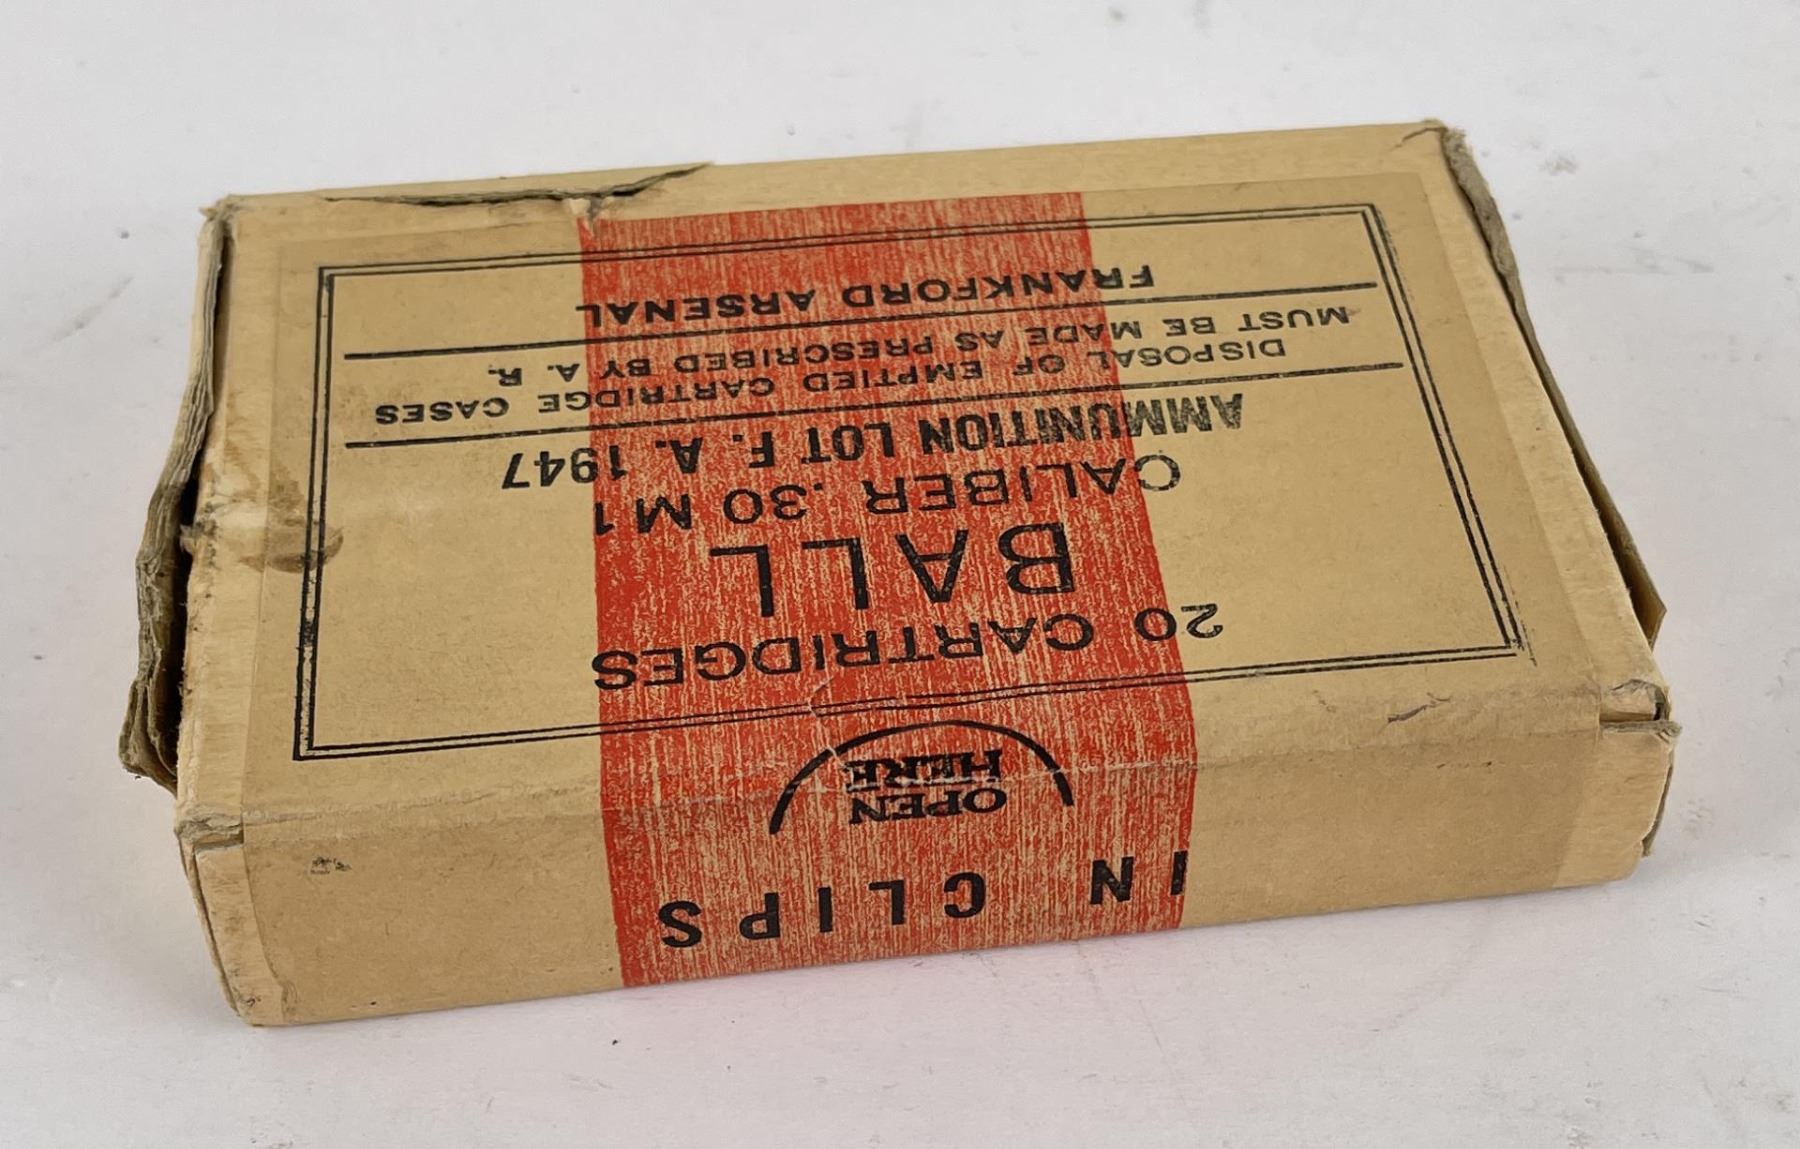 IN CLIPS
OPEN
HERE
20 CARTRIDGES
BALL
CALIBER .30 M1
AMMUNITION LOT F. A. 1947
DISPOSAL OF EMPTIED CARTRIDGE CASES
MUST BE MADE AS PRESCRIBED BY A. R.
FRANKFORD ARSENAL